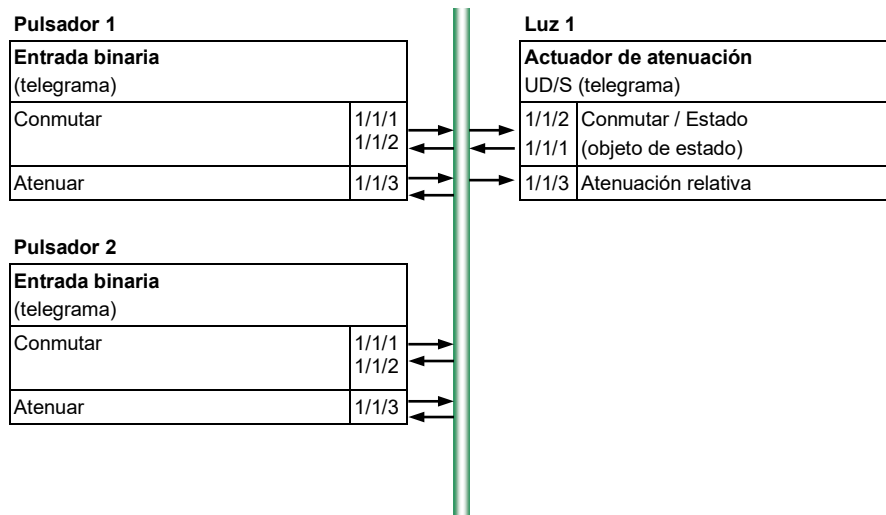 Pulsador 1
Entrada binaria
(telegrama)
Conmutar 1/1/1
1/1/2
Atenuar 1/1/3
Luz 1
Actuador de atenuación
UD/S (telegrama)
1/1/2 Conmutar / Estado
1/1/1 (objeto de estado)
1/1/3 Atenuación relativa
Pulsador 2
Entrada binaria
(telegrama)
Conmutar 1/1/1
1/1/2
Atenuar 1/1/3